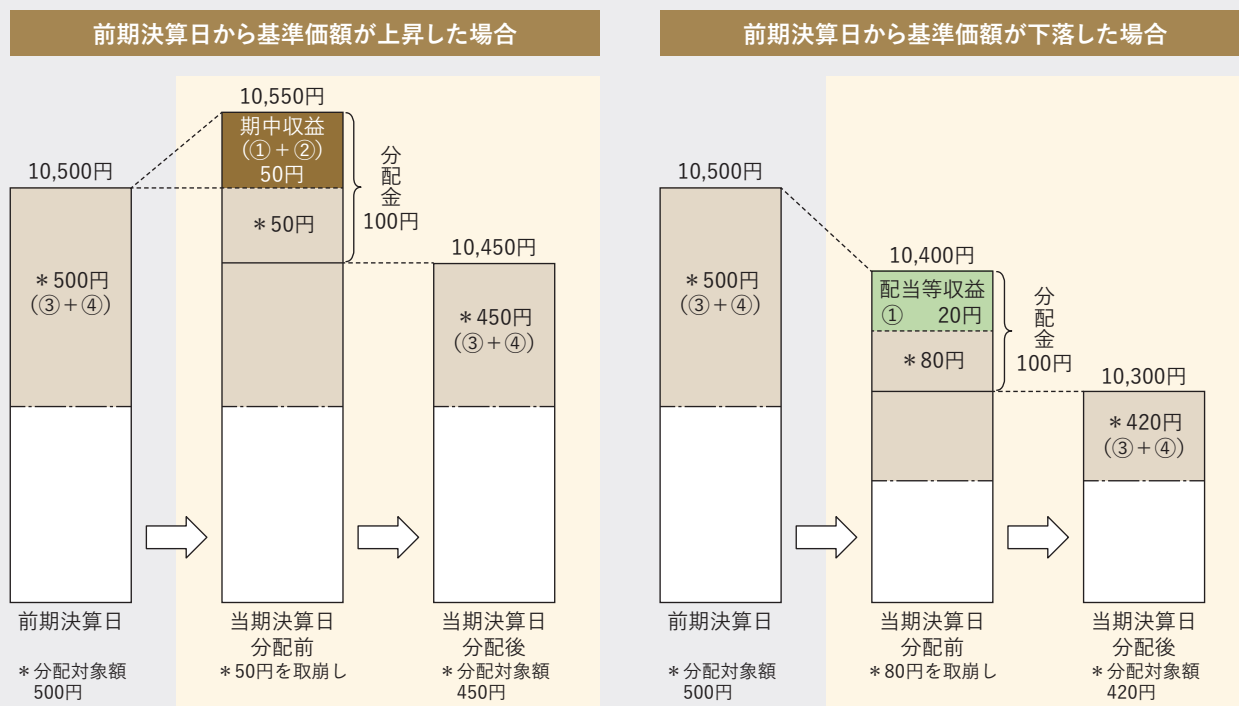 前期決算日から基準価額が上昇した場合
10,550円
期中収益
(①+②)
50円
分配金
100円
10,500円
*50円
10,450円
*500円
(③+④)
*450円
(③+④)
前期決算日
*分配対象額
500円
当期決算日
分配前
*50円を取崩し
当期決算日
分配後
*分配対象額
450円
前期決算日から基準価額が下落した場合
10,500円
10,400円
*500円
(③+④)
配当等収益
① 20円
分配金
100円
*80円
10,300円
*420円
(③+④)
前期決算日
*分配対象額
500円
当期決算日
分配前
*80円を取崩し
当期決算日
分配後
*分配対象額
420円